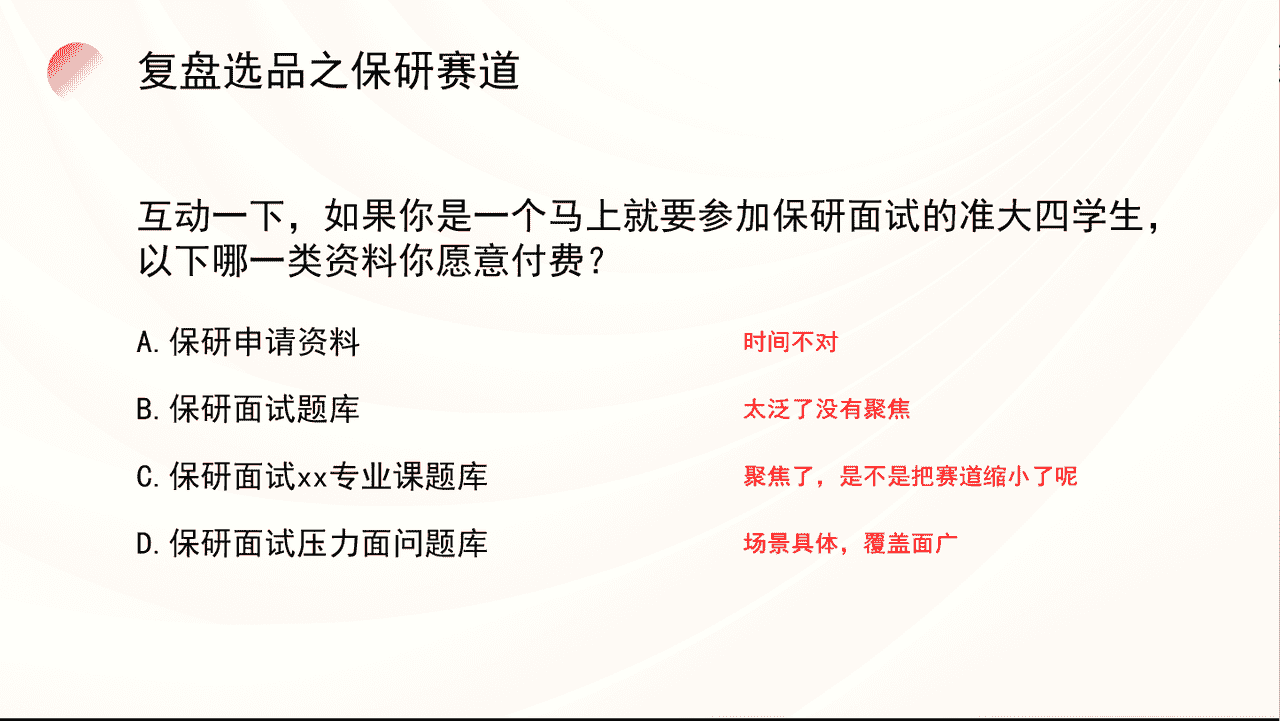 复盘选品之保研赛道
互动一下，如果你是一个马上就要参加保研面试的准大四学生，
以下哪一类资料你愿意付费？
A. 保研申请资料 时间不对
B. 保研面试题库 太泛了没有聚焦
C. 保研面试xx专业课题库 聚焦了，是不是把赛道缩小了呢
D. 保研面试压力面问题库 场景具体，覆盖面广